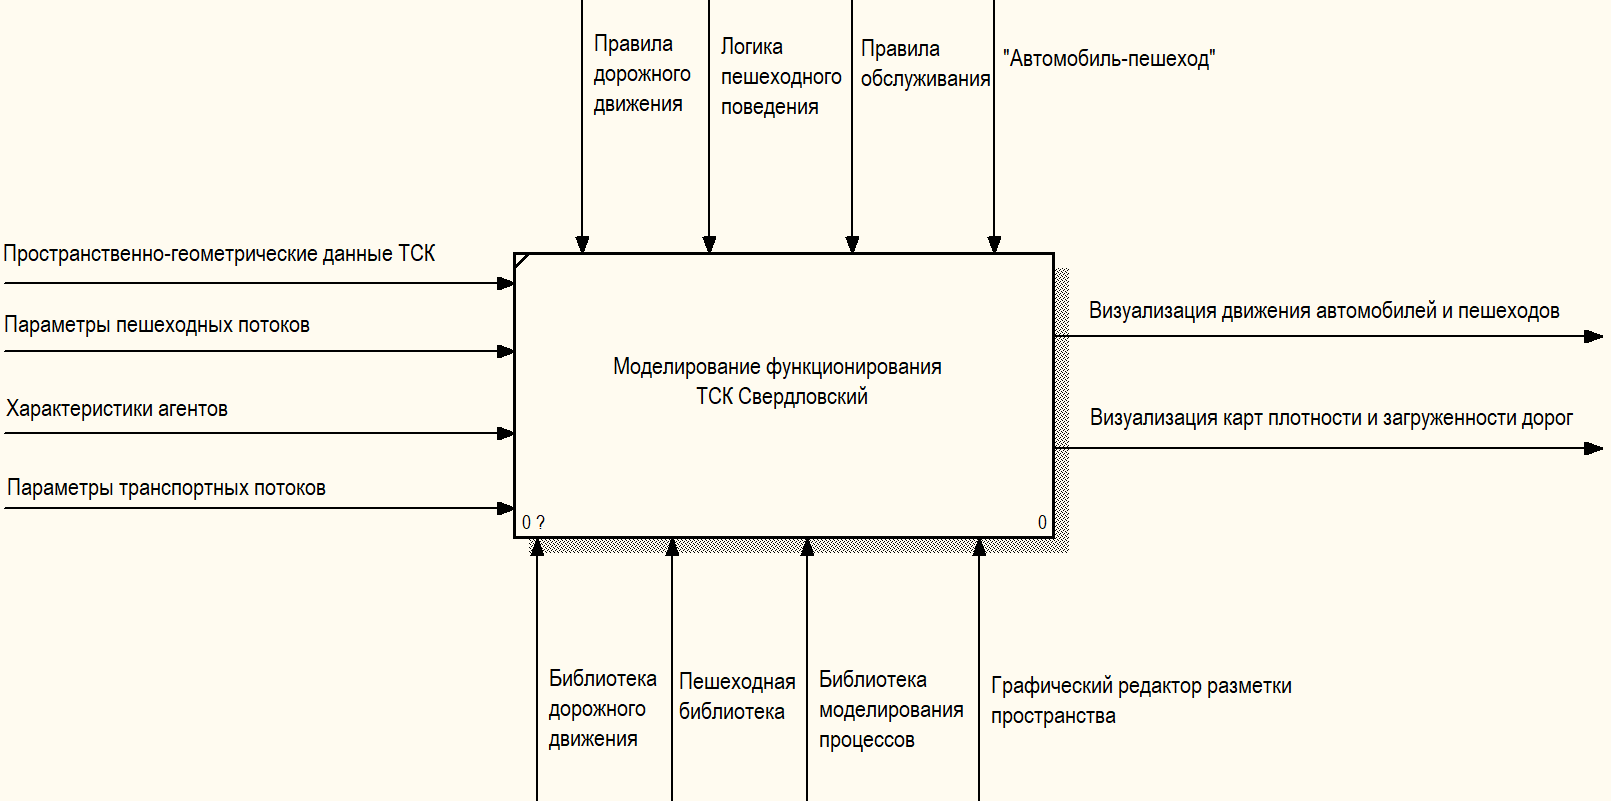 Правила
дорожного
движения
Логика
пешеходного
поведения
Правила
обслуживания
"Автомобиль-пешеход"
Пространственно-геометрические данные ТСК
Параметры пешеходных потоков
Характеристики агентов
Параметры транспортных потоков
Моделирование функционирования
ТСК Свердловский
0 ?
0
Визуализация движения автомобилей и пешеходов
Визуализация карт плотности и загруженности дорог
Библиотека
дорожного
движения
Пешеходная
библиотека
Библиотека
моделирования
процессов
Графический редактор разметки
пространства